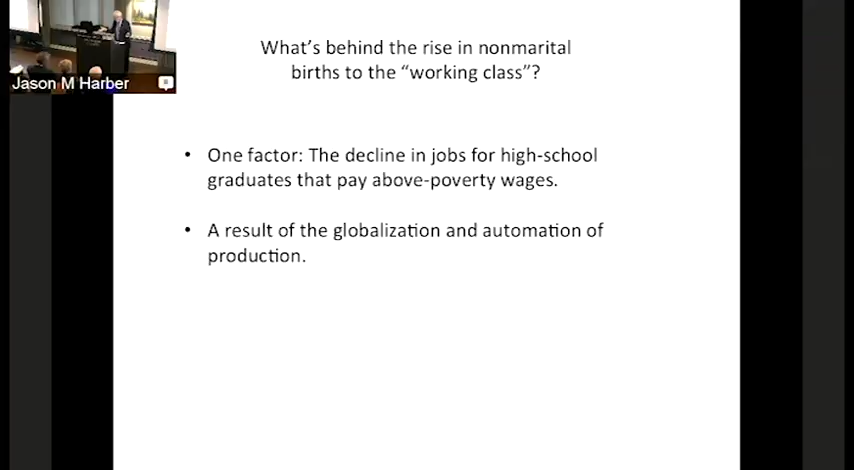 Jason M Harber
What's behind the rise in nonmarital
births to the “working class”?
• One factor: The decline in jobs for high-school
graduates that pay above-poverty wages.
• A result of the globalization and automation of
production.